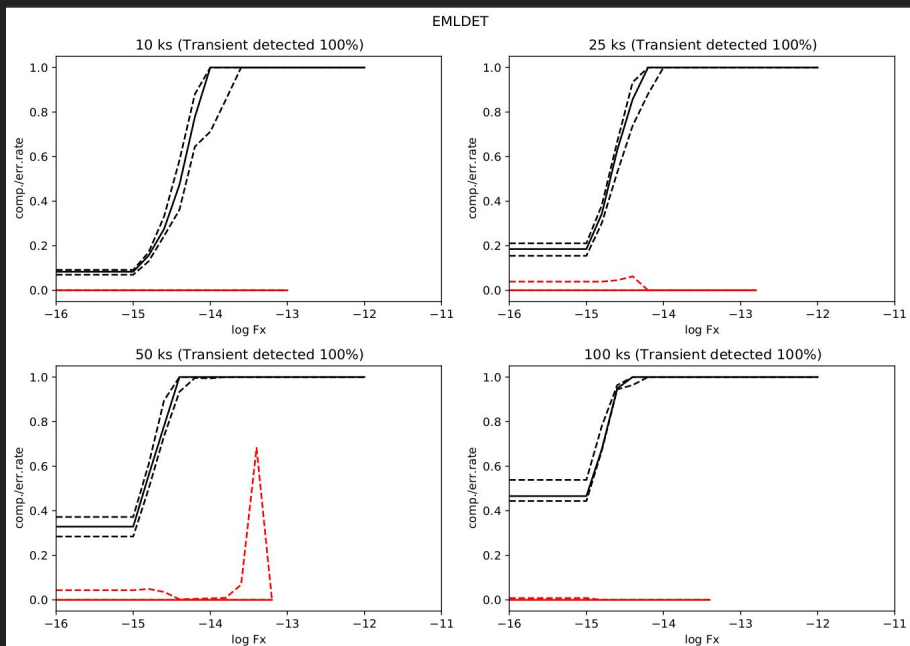 EMLDET
10 ks (Transient detected 100%)
comp./err.rate
1.0
0.8
0.6
0.4
0.2
0.0
−16 −15 −14 −13 −12 −11
log Fx
25 ks (Transient detected 100%)
comp./err.rate
1.0
0.8
0.6
0.4
0.2
0.0
−16 −15 −14 −13 −12 −11
log Fx
50 ks (Transient detected 100%)
comp./err.rate
1.0
0.8
0.6
0.4
0.2
0.0
−16 −15 −14 −13 −12 −11
log Fx
100 ks (Transient detected 100%)
comp./err.rate
1.0
0.8
0.6
0.4
0.2
0.0
−16 −15 −14 −13 −12 −11
log Fx